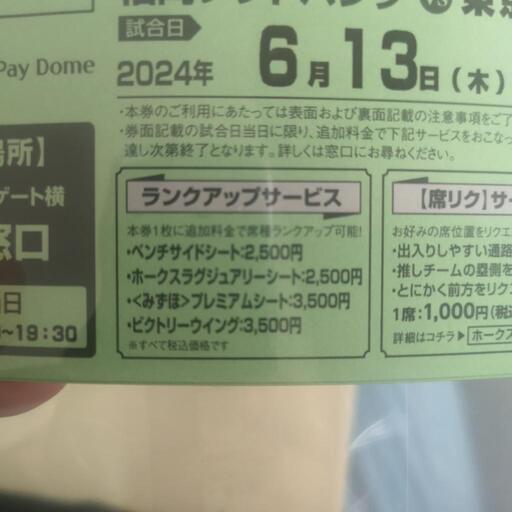 試合日
Pay Dome
2024年 6月13日(木)
・本券のご利用にあたっては表面および裏面記載の注意事項をご了
・券面記載の試合日当日に限り、追加料金で下記サービスをおこな
達し次第終了となります。詳しくは窓口にお尋ねください。
場所】
ゲート横
窓口
日
~19:30
ランクアップサービス
本券1枚に追加料金で席種ランクアップ可能!
・ベンチサイドシート:2,500円
・ホークスラグジュアリーシート:2,500円
・<みずほ>プレミアムシート:3,500円
・ビクトリーウイング:3,500円
※すべて税込価格です
【席リク】サー
お好みの席位置をリクエ
・出入りしやすい通路
・推しチームの塁側を
・とにかく前方をリクエ
1席:1,000円(税込
詳細はコチラ▶ホークス